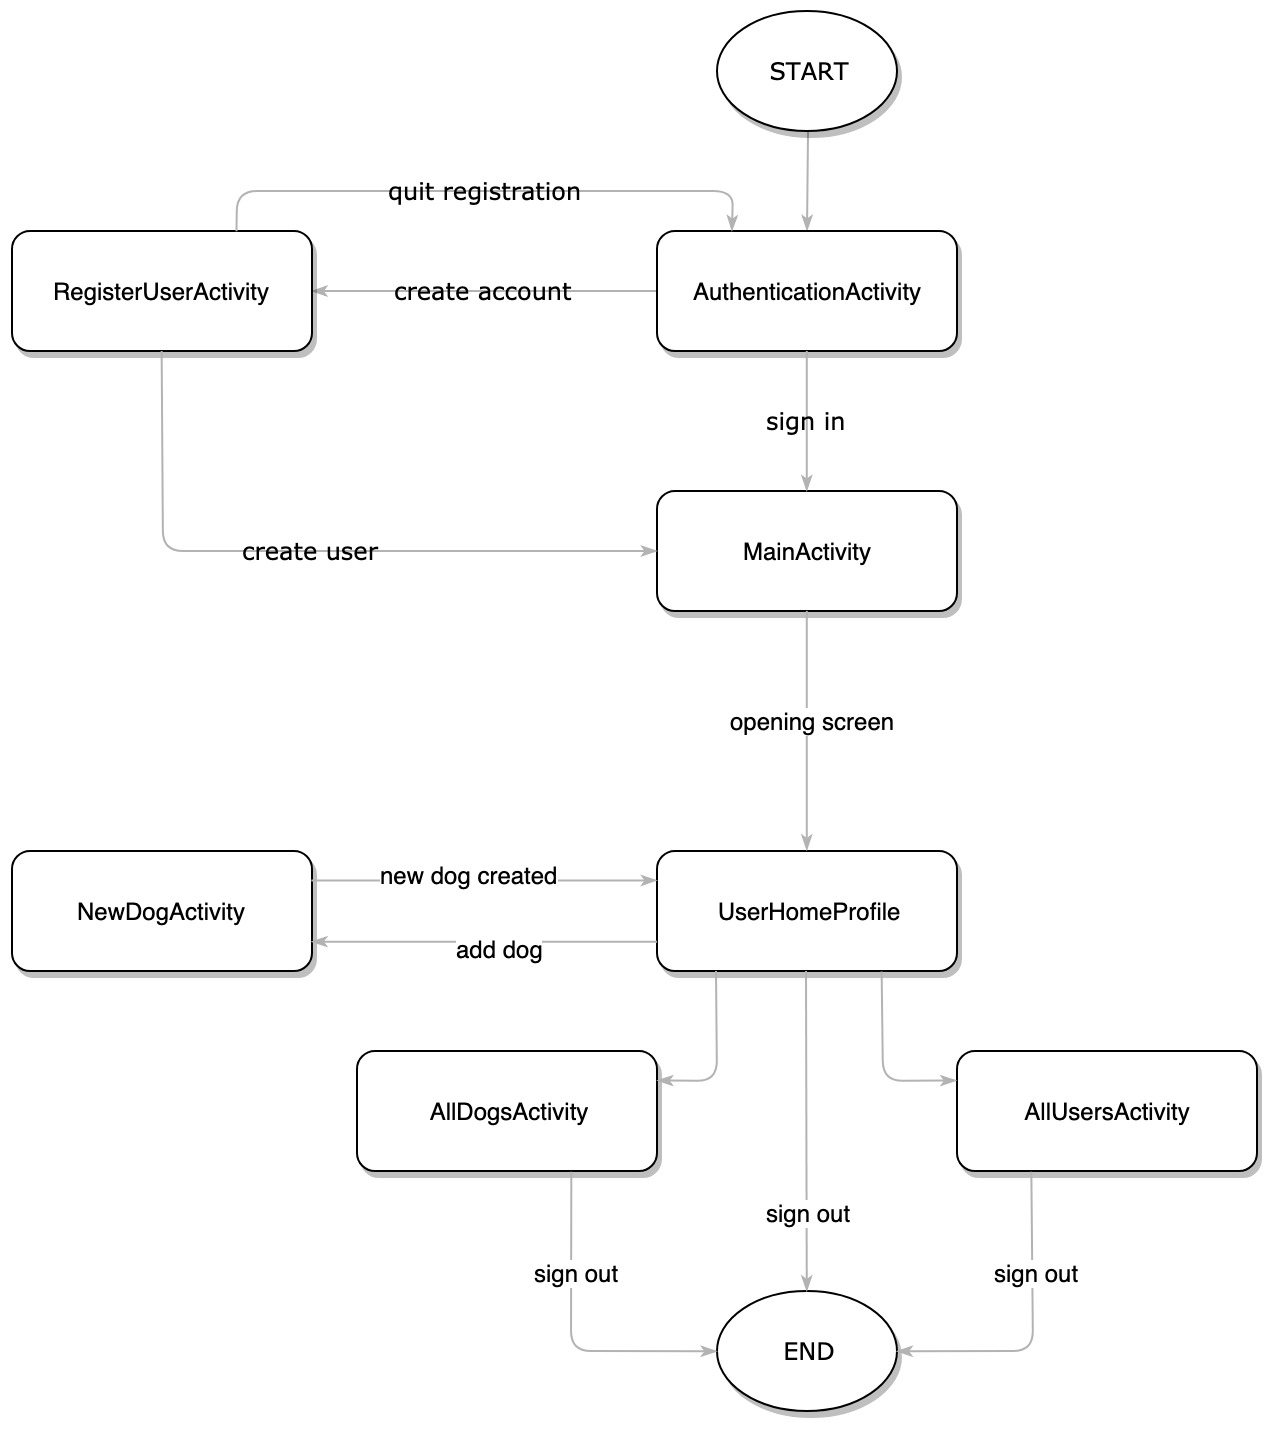 START
quit registration
RegisterUserActivity
create account
AuthenticationActivity
sign in
create user
MainActivity
opening screen
NewDogActivity
new dog created
add dog
UserHomeProfile
AllDogsActivity
AllUsersActivity
sign out
sign out
sign out
END